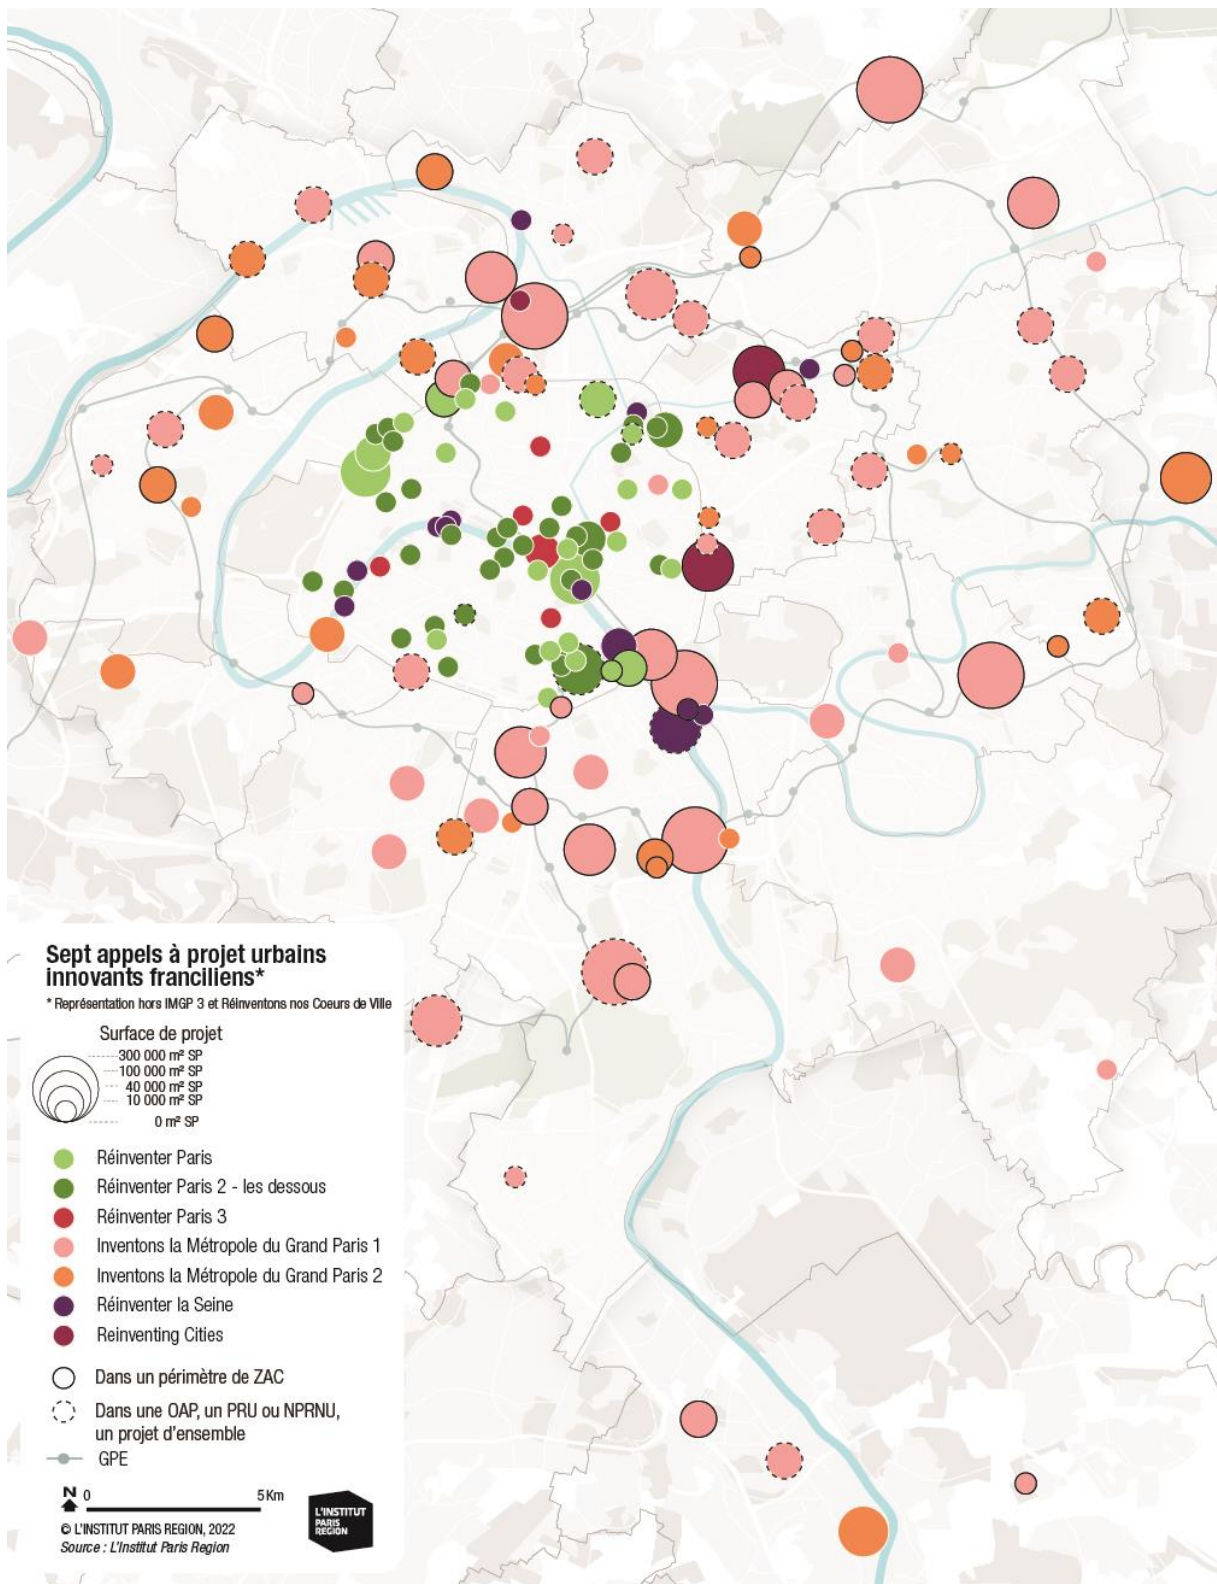 Sept appels à projet urbains
innovants franciliens*
* Représentation hors IMGP 3 et Réinventons nos Coeurs de Ville
Surface de projet
300 000 m² SP
100 000 m² SP
40 000 m² SP
10 000 m² SP
0 m² SP
Réinventer Paris
Réinventer Paris 2 - les dessous
Réinventer Paris 3
Inventons la Métropole du Grand Paris 1
Inventons la Métropole du Grand Paris 2
Réinventer la Seine
Reinventing Cities
Dans un périmètre de ZAC
Dans une OAP, un PRU ou NPRNU,
un projet d'ensemble
GPE
N 0 5 Km
© L'INSTITUT PARIS REGION, 2022
Source : L'Institut Paris Region
L'INSTITUT
PARIS
REGION